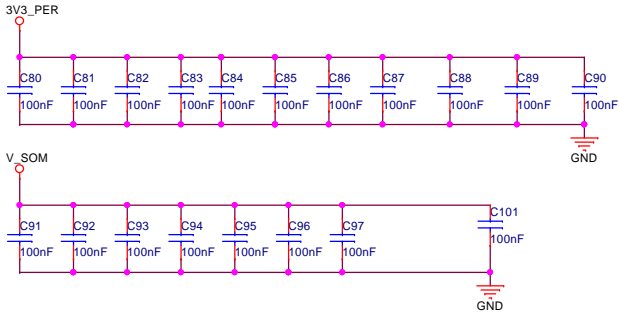 3V3_PER
C80 C81 C82 C83 C84 C85 C86 C87 C88 C89 C90
100nF 100nF 100nF 100nF 100nF 100nF 100nF 100nF 100nF 100nF 100nF
GND
V_SOM
C91 C92 C93 C94 C95 C96 C97 C101
100nF 100nF 100nF 100nF 100nF 100nF 100nF 100nF
GND